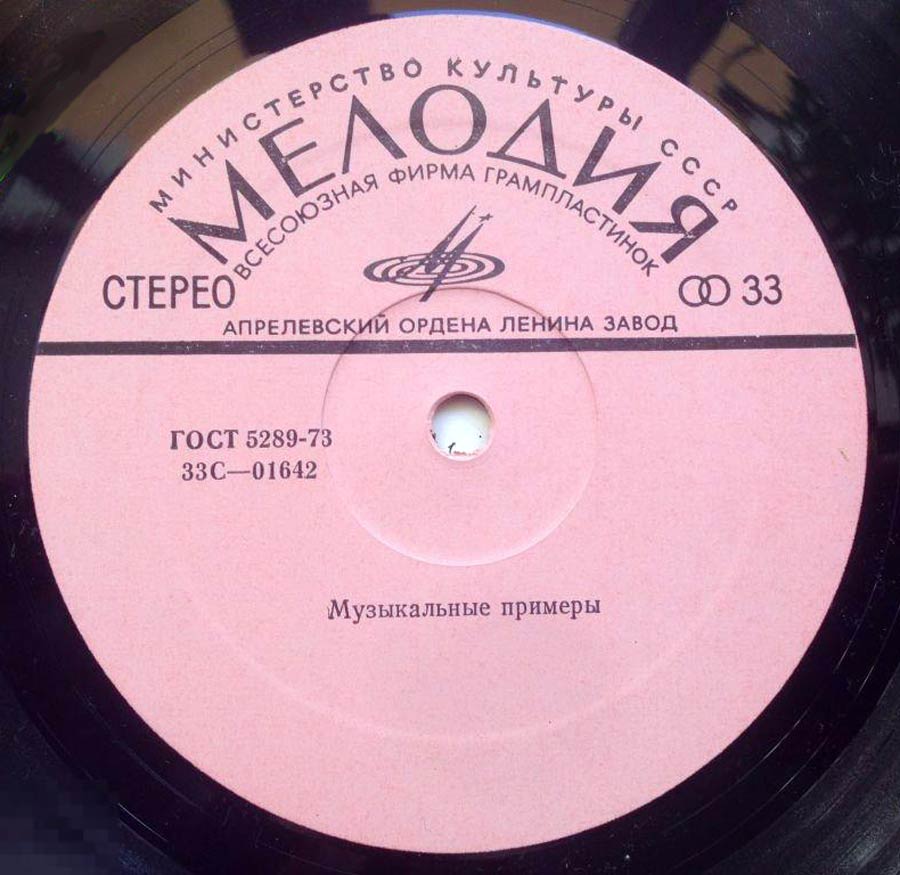 МИНИСТЕРСТВО КУЛЬТУРЫ СССР
МЕЛОДИЯ
ВСЕСОЮЗНАЯ ФИРМА ГРАМПЛАСТИНОК
СТЕРЕО
33
АПРЕЛЕВСКИЙ ОРДЕНА ЛЕНИНА ЗАВОД
ГОСТ 5289-73
33С—01642
Музыкальные примеры